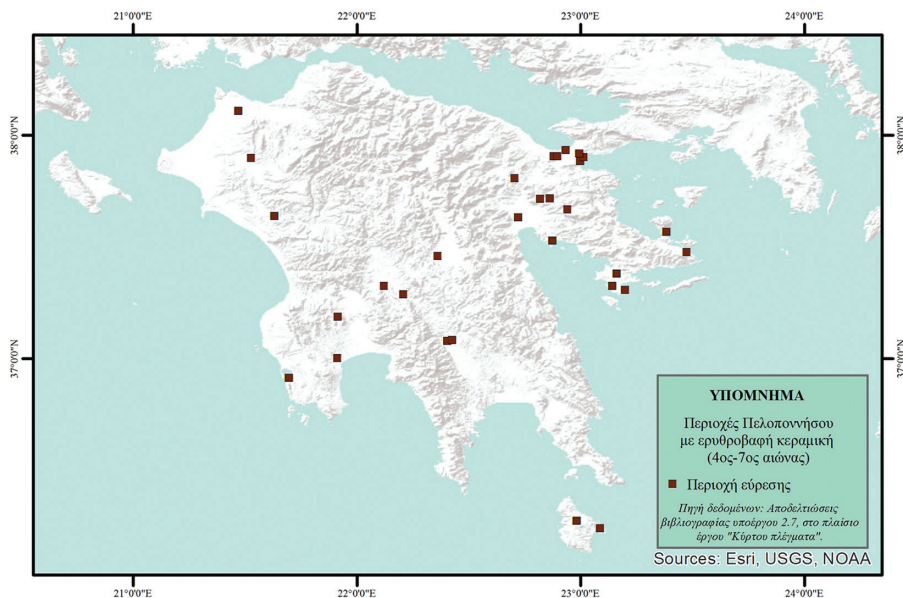 21°0'0"E 22°0'0"E 23°0'0"E 24°0'0"E
38°0'0"N 38°0'0"N
37°0'0"N 37°0'0"N
ΥΠΟΜΝΗΜΑ
Περιοχές Πελοποννήσου
με ερυθροβαφή κεραμική
(4ος-7ος αιώνας)
Περιοχή εύρεσης
Πηγή δεδομένων: Αποδελτιώσεις
βιβλιογραφίας υποέργου 2.7, στο πλαίσιο
έργου "Κύρτου πλέγματα".
Sources: Esri, USGS, NOAA
21°0'0"E 22°0'0"E 23°0'0"E 24°0'0"E